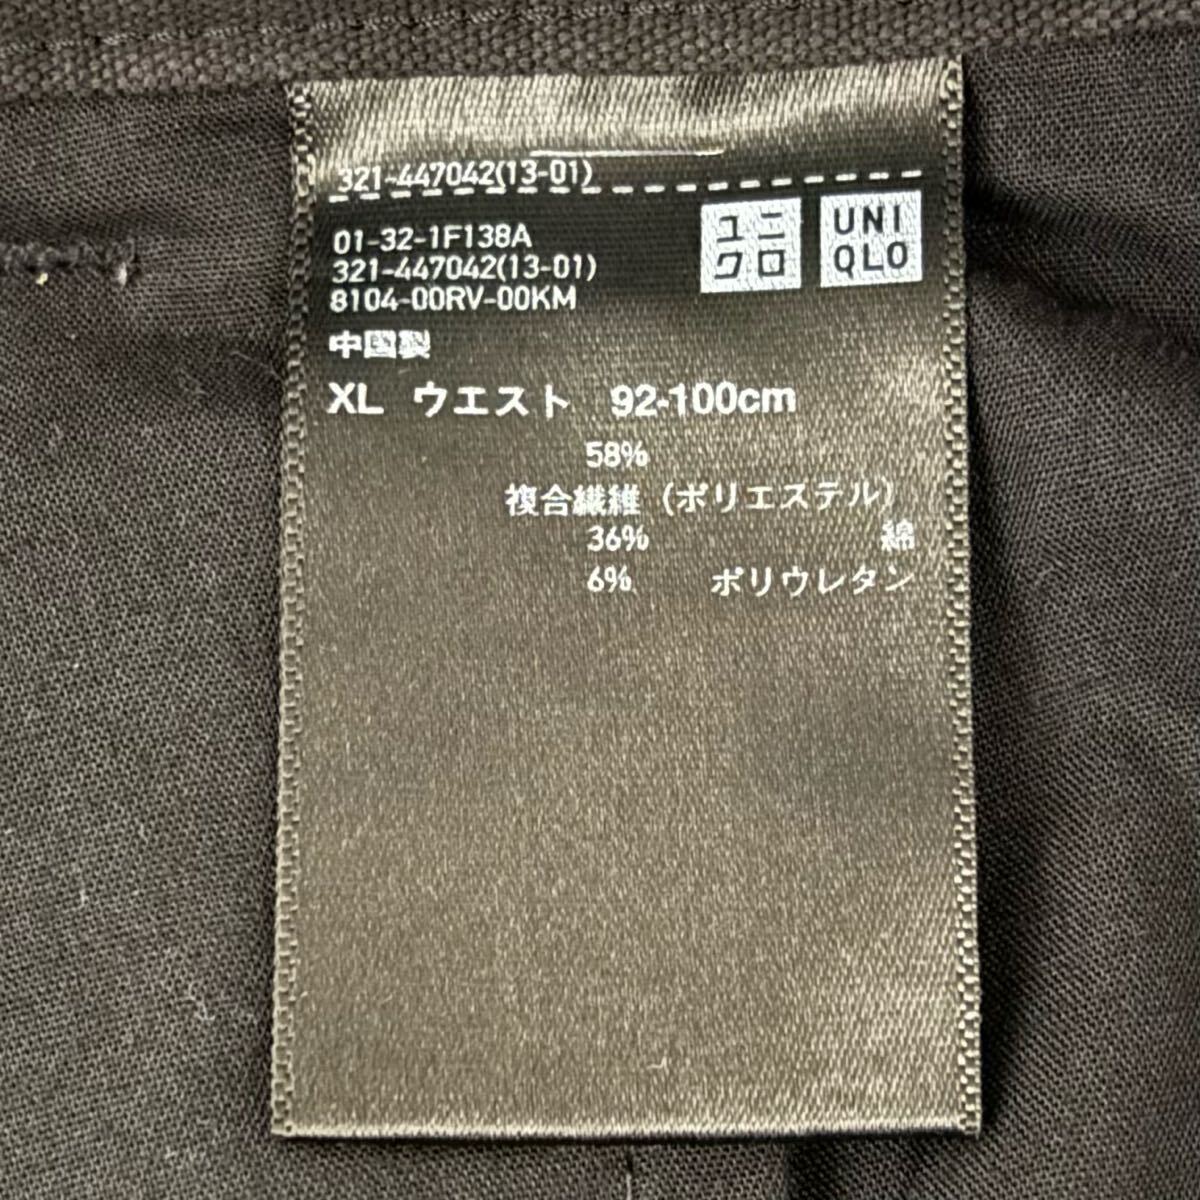 321-447042(13-01)
ユニ
クロ
UNI
QLO
01-32-1F138A
321-447042(13-01)
8104-00RV-00KM
中国製
XL ウエスト 92-100cm
58%
複合繊維 (ポリエステル)
36% 綿
6% ポリウレタン